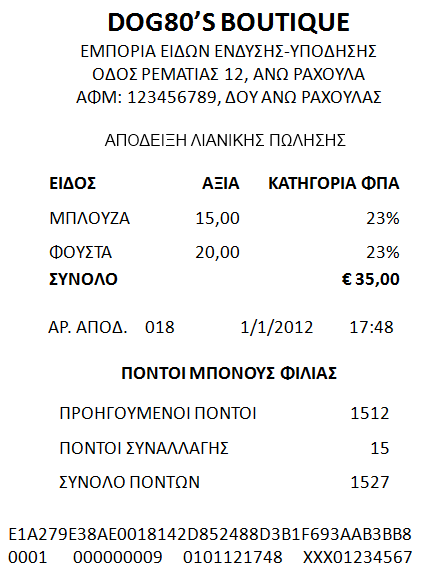 DOG80’S BOUTIQUE
ΕΜΠΟΡΙΑ ΕΙΔΩΝ ΕΝΔΥΣΗΣ-ΥΠΟΔΗΣΗΣ
ΟΔΟΣ ΡΕΜΑΤΙΑΣ 12, ΑΝΩ ΡΑΧΟΥΛΑ
ΑΦΜ: 123456789, ΔΟΥ ΑΝΩ ΡΑΧΟΥΛΑΣ
ΑΠΟΔΕΙΞΗ ΛΙΑΝΙΚΗΣ ΠΩΛΗΣΗΣ
ΕΙΔΟΣ ΑΞΙΑ ΚΑΤΗΓΟΡΙΑ ΦΠΑ
ΜΠΛΟΥΖΑ 15,00 23%
ΦΟΥΣΤΑ 20,00 23%
ΣΥΝΟΛΟ € 35,00
ΑΡ. ΑΠΟΔ. 018 1/1/2012 17:48
ΠΟΝΤΟΙ ΜΠΟΝΟΥΣ ΦΙΛΙΑΣ
ΠΡΟΗΓΟΥΜΕΝΟΙ ΠΟΝΤΟΙ 1512
ΠΟΝΤΟΙ ΣΥΝΑΛΛΑΓΗΣ 15
ΣΥΝΟΛΟ ΠΟΝΤΩΝ 1527
E1A279E38AE0018142D852488D3B1F693AAB3BB8
0001 000000009 0101121748 XXX01234567